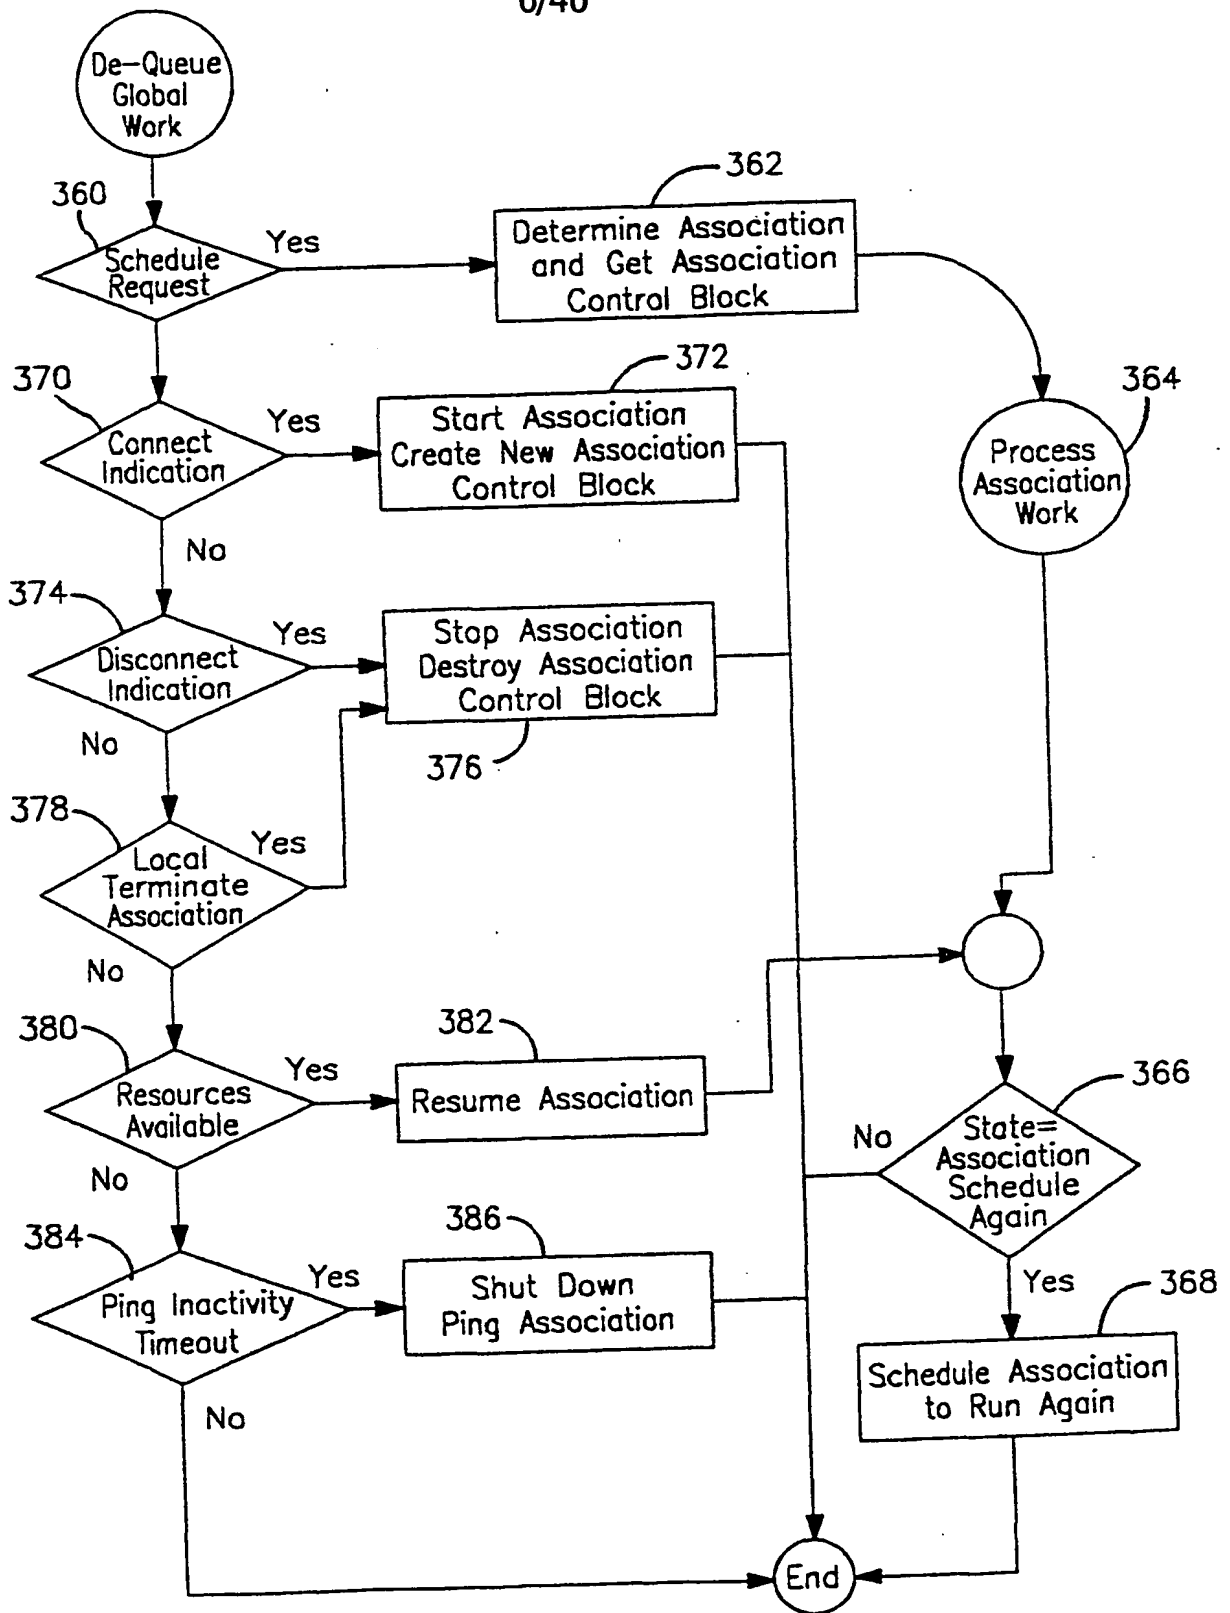 6/40
De-Queue
Global
Work
360
Schedule
Request
Yes
362
Determine Association
and Get Association
Control Block
370
Connect
Indication
Yes
372
Start Association
Create New Association
Control Block
364
Process
Association
Work
No
374
Disconnect
Indication
Yes
Stop Association
Destroy Association
Control Block
376
No
378
Local
Terminate
Association
Yes
No
380
Resources
Available
Yes
382
Resume Association
366
State=
Association
Schedule
Again
No
Yes
No
384
Ping Inactivity
Timeout
Yes
386
Shut Down
Ping Association
368
Schedule Association
to Run Again
No
End